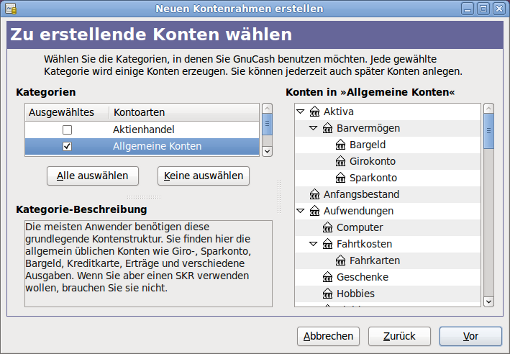 Neuen Kontenrahmen erstellen
Zu erstellende Konten wählen
Wählen Sie die Kategorien, in denen Sie GnuCash benutzen möchten. Jede gewählte
Kategorie wird einige Konten erzeugen. Sie können jederzeit auch später Konten anlegen.
Kategorien
Ausgewähltes Kontoarten
Aktienhandel
Allgemeine Konten
Alle auswählen Keine auswählen
Kategorie-Beschreibung
Die meisten Anwender benötigen diese
grundlegende Kontenstruktur. Sie finden hier die
allgemein üblichen Konten wie Giro-, Sparkonto,
Bargeld, Kreditkarte, Erträge und verschiedene
Ausgaben. Wenn Sie aber einen SKR verwenden
wollen, brauchen Sie sie nicht.
Konten in »Allgemeine Konten«
Aktiva
Barvermögen
Bargeld
Girokonto
Sparkonto
Anfangsbestand
Aufwendungen
Computer
Fahrtkosten
Fahrkarten
Geschenke
Hobbies
Abbrechen Zurück Vor